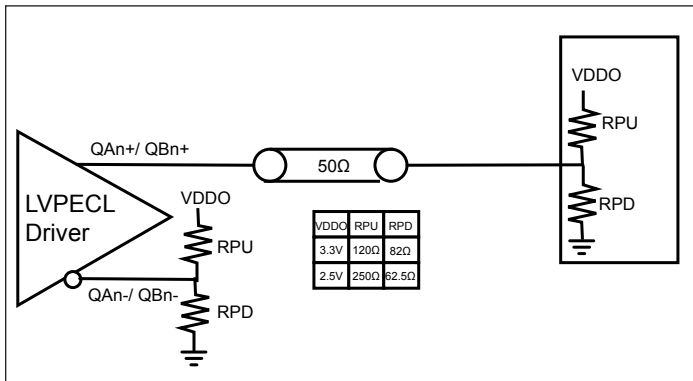 VDDO
RPU
QAn+/ QBn+
50Ω
RPD
LVPECL
Driver
VDDO
RPU
QAn-/ QBn-
RPD
VDDO RPU RPD
3.3V 120Ω 82Ω
2.5V 250Ω 62.5Ω